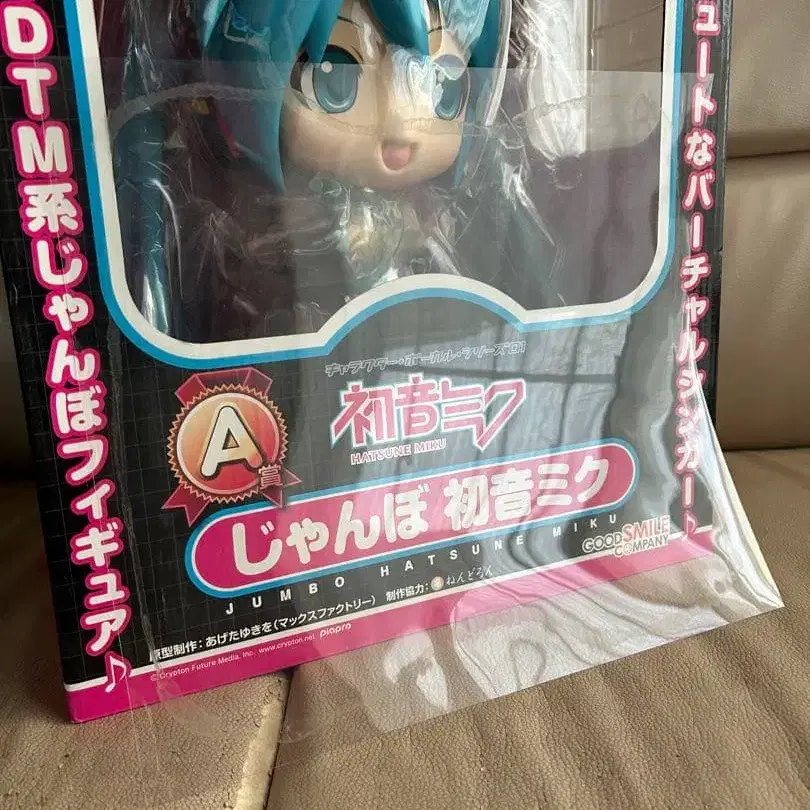 DTM系じゃんぼフィギュア♪
ュートなバーチャルシンガー♪
キャラクター・ボーカル・シリーズ01
初音ミク
HATSUNE MIKU
A賞
じゃんぼ 初音ミク
JUMBO HATSUNE MIKU
GOOD SMILE COMPANY
原型制作：あげたゆきを（マックスファクトリー） 制作協力：ねんどろん
© Crypton Future Media, Inc. www.crypton.net piapro